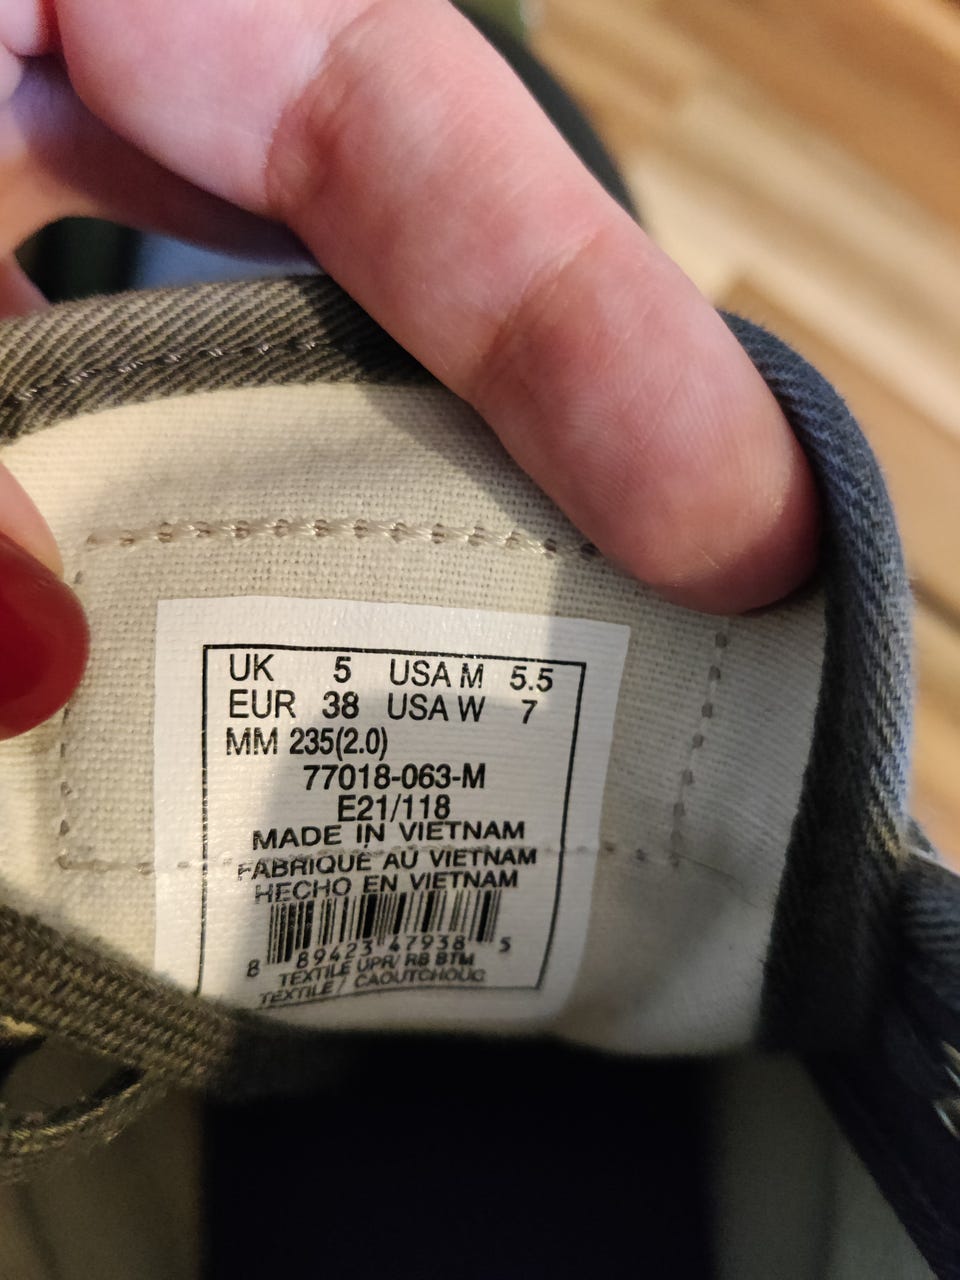 UK 5 USA M 5.5
EUR 38 USA W 7
MM 235(2.0)
77018-063-M
E21/118
MADE IN VIETNAM
FABRIQUE AU VIETNAM
HECHO EN VIETNAM
8 89423 47938 5
TEXTILE UPR/ RB BTM
TEXTILE / CAOUTCHOUC